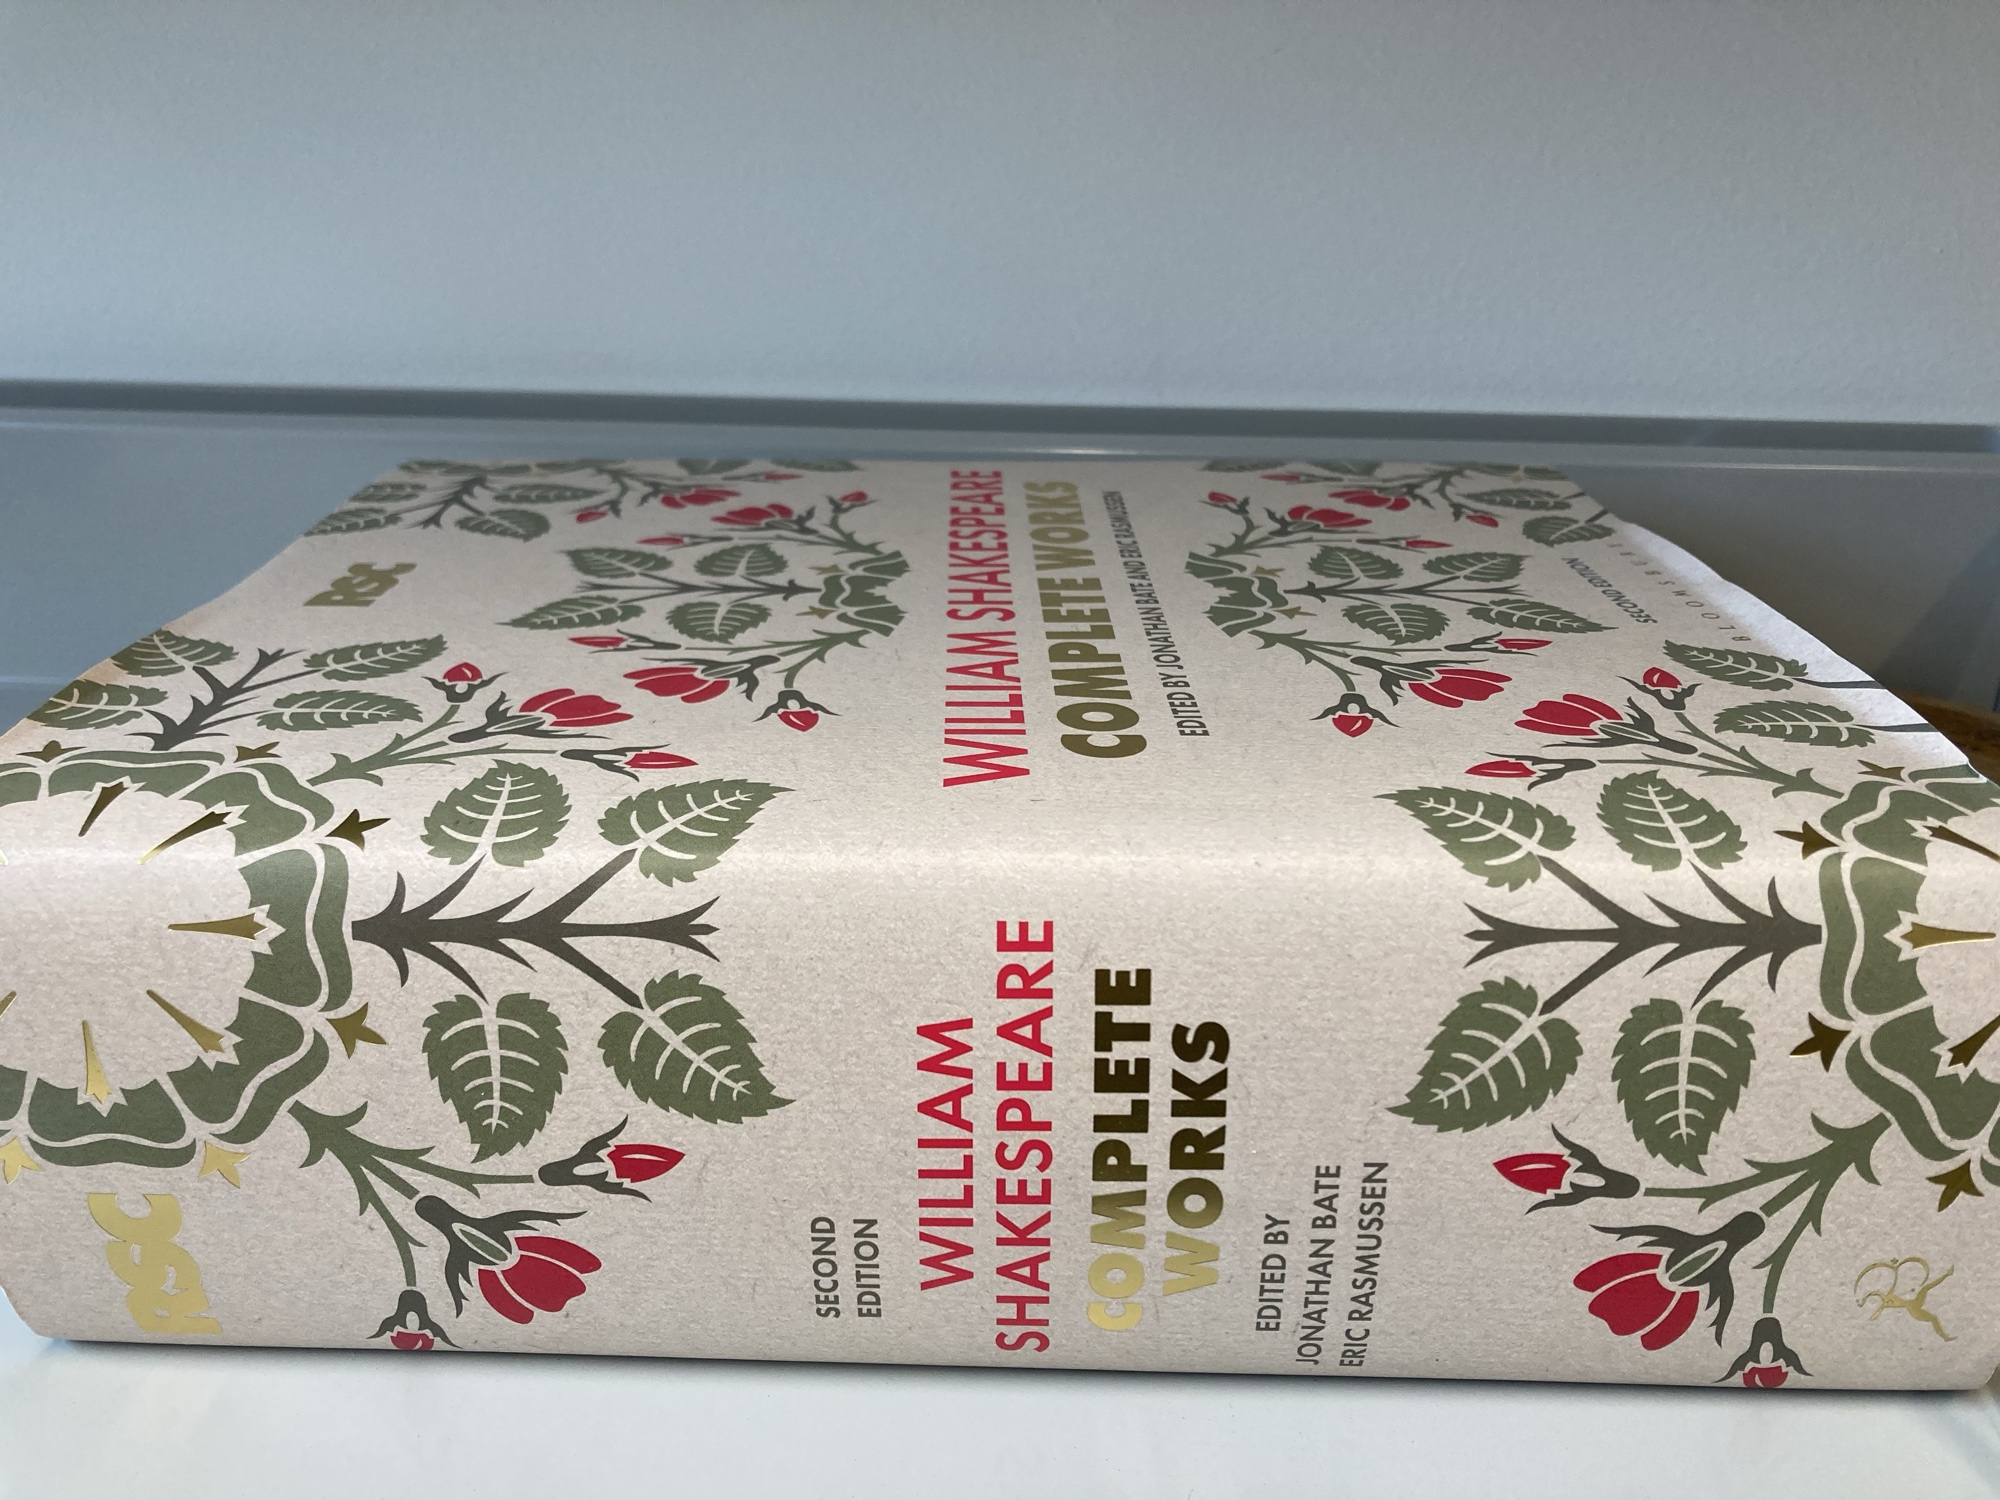 RSC
WILLIAM SHAKESPEARE
COMPLETE WORKS
EDITED BY JONATHAN BATE AND ERIC RASMUSSEN
SECOND EDITION
BLOOMSBURY
RSC
SECOND
EDITION
WILLIAM
SHAKESPEARE
COMPLETE
WORKS
EDITED BY
JONATHAN BATE
ERIC RASMUSSEN